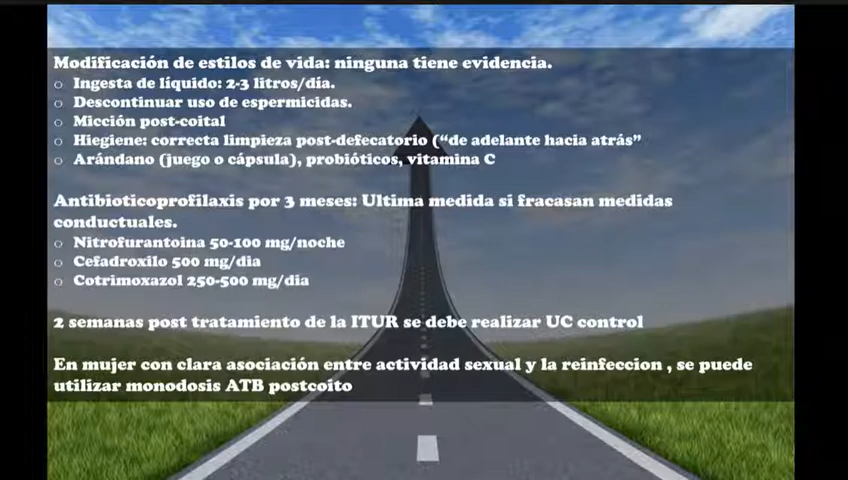 Modificación de estilos de vida: ninguna tiene evidencia.
o Ingesta de líquido: 2-3 litros/día.
o Descontinuar uso de espermicidas.
o Micción post-coital
o Hiegiene: correcta limpieza post-defecatorio (“de adelante hacia atrás”
o Arándano (juego o cápsula), probióticos, vitamina C
Antibioticoprofilaxis por 3 meses: Ultima medida si fracasan medidas
conductuales.
o Nitrofurantoina 50-100 mg/noche
o Cefadroxilo 500 mg/dia
o Cotrimoxazol 250-500 mg/dia
2 semanas post tratamiento de la ITUR se debe realizar UC control
En mujer con clara asociación entre actividad sexual y la reinfeccion , se puede
utilizar monodosis ATB postcoito